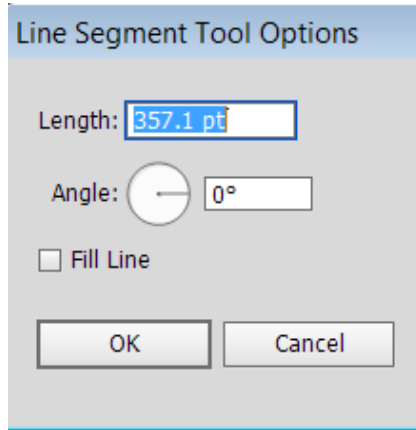 Line Segment Tool Options
Length: 357.1 pt
Angle: 0°
Fill Line
OK Cancel